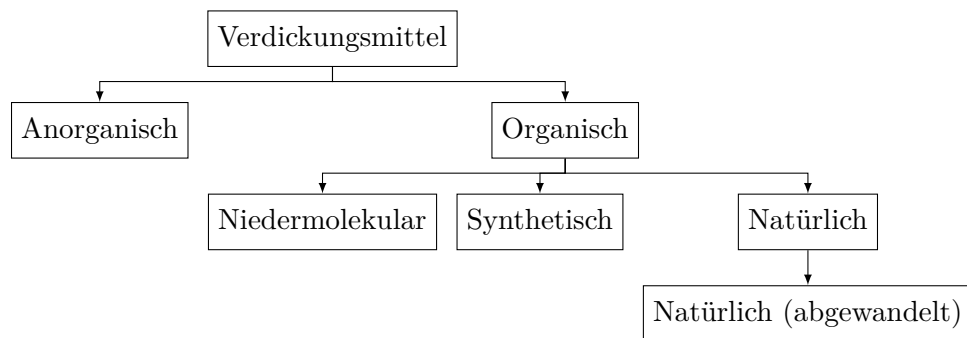 Verdickungsmittel
Anorganisch
Organisch
Niedermolekular
Synthetisch
Natürlich
Natürlich (abgewandelt)